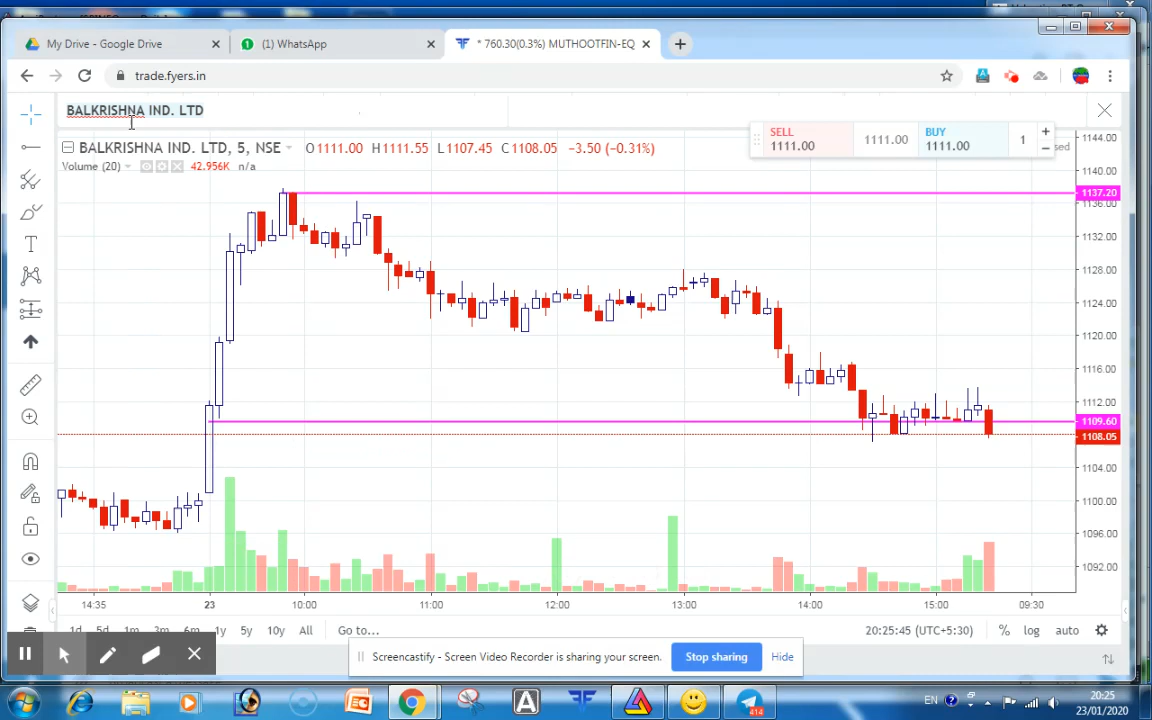 My Drive - Google Drive
(1) WhatsApp
* 760.30(0.3%) MUTHOOTFIN-EQ
trade.fyers.in
BALKRISHNA IND. LTD
BALKRISHNA IND. LTD, 5, NSE O1111.00 H1111.55 L1107.45 C1108.05 −3.50 (−0.31%)
Volume (20) 42.956K n/a
SELL
1111.00
1111.00
BUY
1111.00
1
1144.00
1140.00
1137.20
1136.00
1132.00
1128.00
1124.00
1120.00
1116.00
1112.00
1109.60
1108.05
1104.00
1100.00
1096.00
1092.00
14:35 23 10:00 11:00 12:00 13:00 14:00 15:00 09:30
1d 5d 1m 3m 6m 1y 5y 10y All Go to... 20:25:45 (UTC+5:30) % log auto
Screencastify - Screen Video Recorder is sharing your screen. Stop sharing Hide
EN
414
20:25
23/01/2020